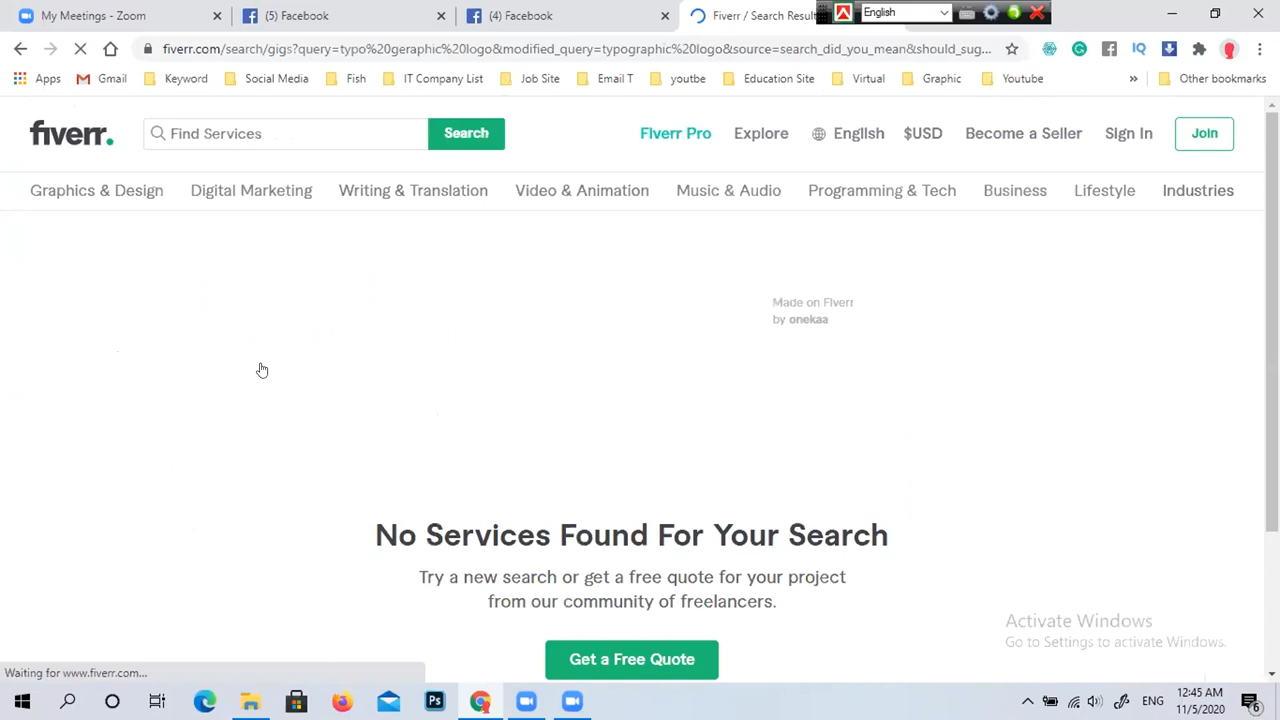 My Meetings - Zo
(4) Facebook
Fiverr / Search Result
English
fiverr.com/search/gigs?query=typo%20geraphic%20logo&modified_query=typographic%20logo&source=search_did_you_mean&should_sug...
Apps
Gmail
Keyword
Social Media
Fish
IT Company List
Job Site
Email T
youtbe
Education Site
Virtual
Graphic
Youtube
»
Other bookmarks
fiverr.
Find Services
Search
Fiverr Pro
Explore
English
$USD
Become a Seller
Sign In
Join
Graphics & Design
Digital Marketing
Writing & Translation
Video & Animation
Music & Audio
Programming & Tech
Business
Lifestyle
Industries
Made on Fiverr
by onekaa
No Services Found For Your Search
Try a new search or get a free quote for your project
from our community of freelancers.
Get a Free Quote
Activate Windows
Go to Settings to activate Windows.
Waiting for www.fiverr.com...
Ps
ENG
12:45 AM
11/5/2020
6